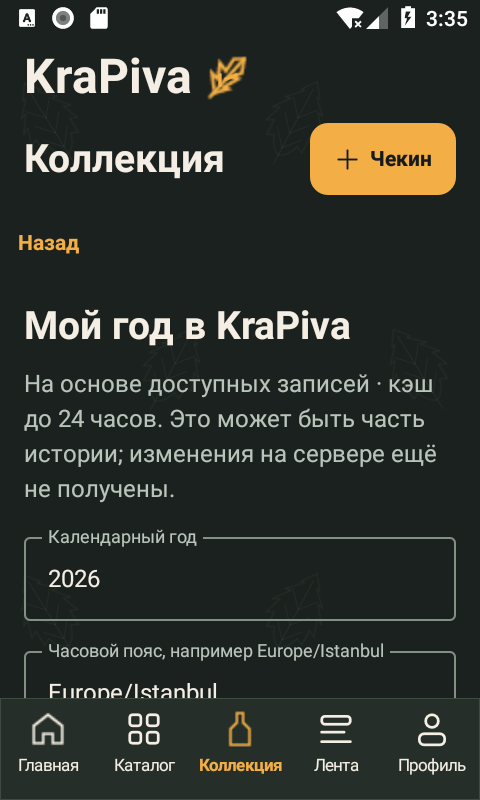 3:35
KraPiva
Коллекция
Чекин
Назад
Мой год в KraPiva
На основе доступных записей · кэш
до 24 часов. Это может быть часть
истории; изменения на сервере ещё
не получены.
Календарный год
2026
Часовой пояс, например Europe/Istanbul
Europe/Istanbul
Главная
Каталог
Коллекция
Лента
Профиль